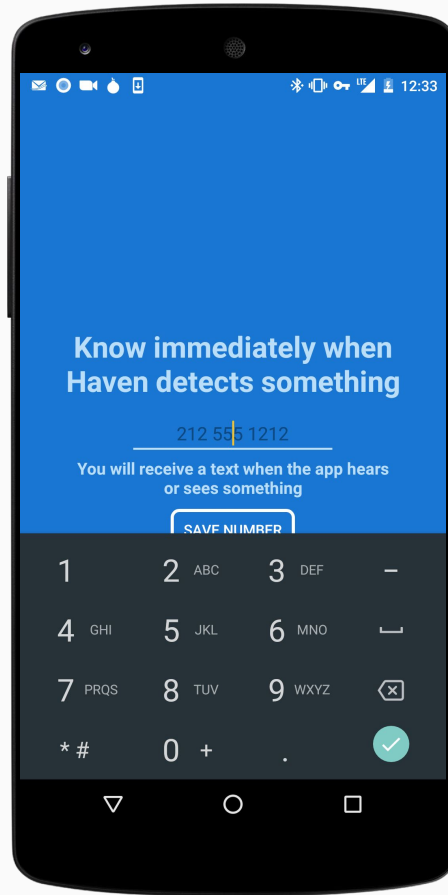 LTE 12:33
Know immediately when
Haven detects something
212 555 1212
You will receive a text when the app hears
or sees something
SAVE NUMBER
1 2 ABC 3 DEF –
4 GHI 5 JKL 6 MNO
7 PRQS 8 TUV 9 WXYZ
* # 0 + .